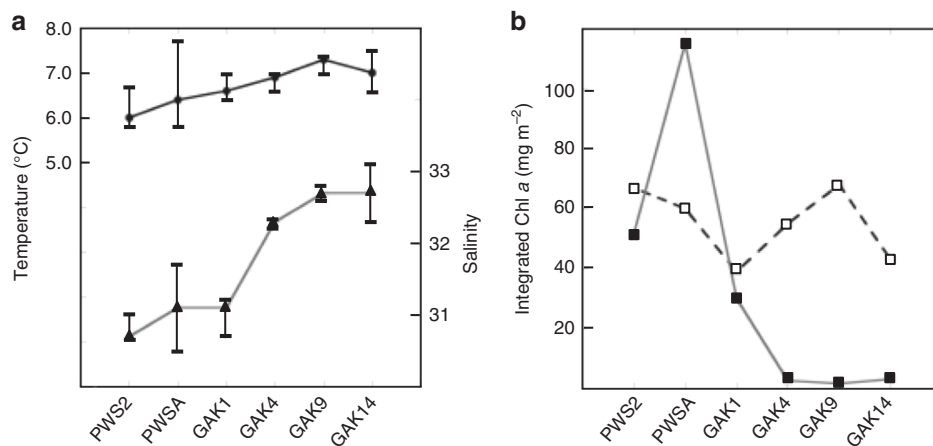 a
8.0
7.0
6.0
5.0
Temperature (°C)
33
32
31
Salinity
PWS2
PWSA
GAK1
GAK4
GAK9
GAK14
b
100
80
60
40
20
Integrated Chl a (mg m⁻²)
PWS2
PWSA
GAK1
GAK4
GAK9
GAK14